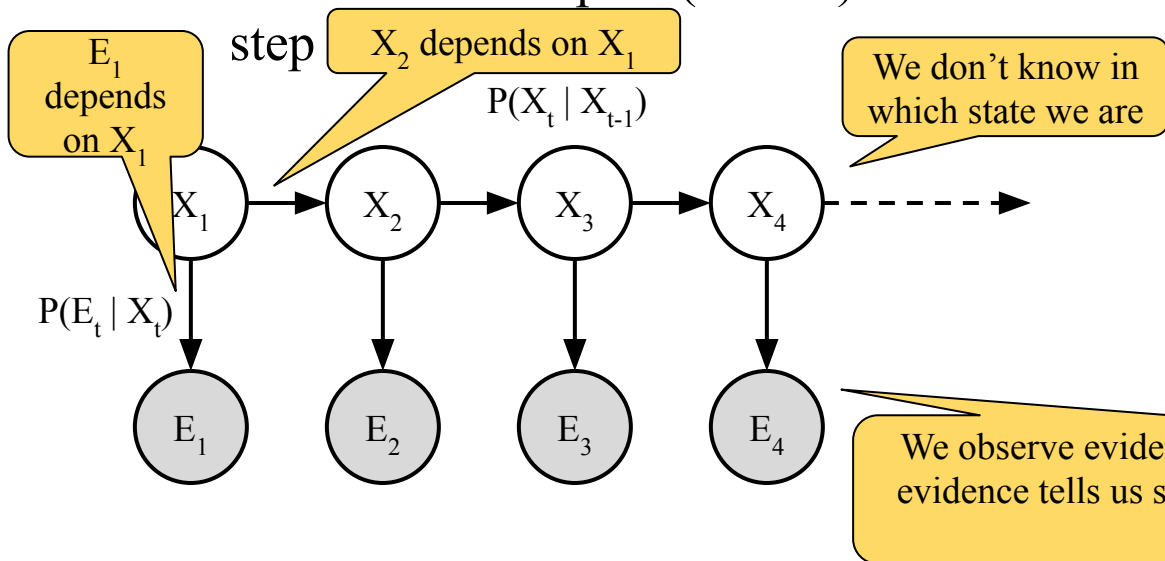 step
E₁
depends
on X₁
X₂ depends on X₁
P(Xₜ | Xₜ₋₁)
We don’t know in
which state we are
X₁
X₂
X₃
X₄
P(Eₜ | Xₜ)
E₁
E₂
E₃
E₄
We observe
evidence tells us